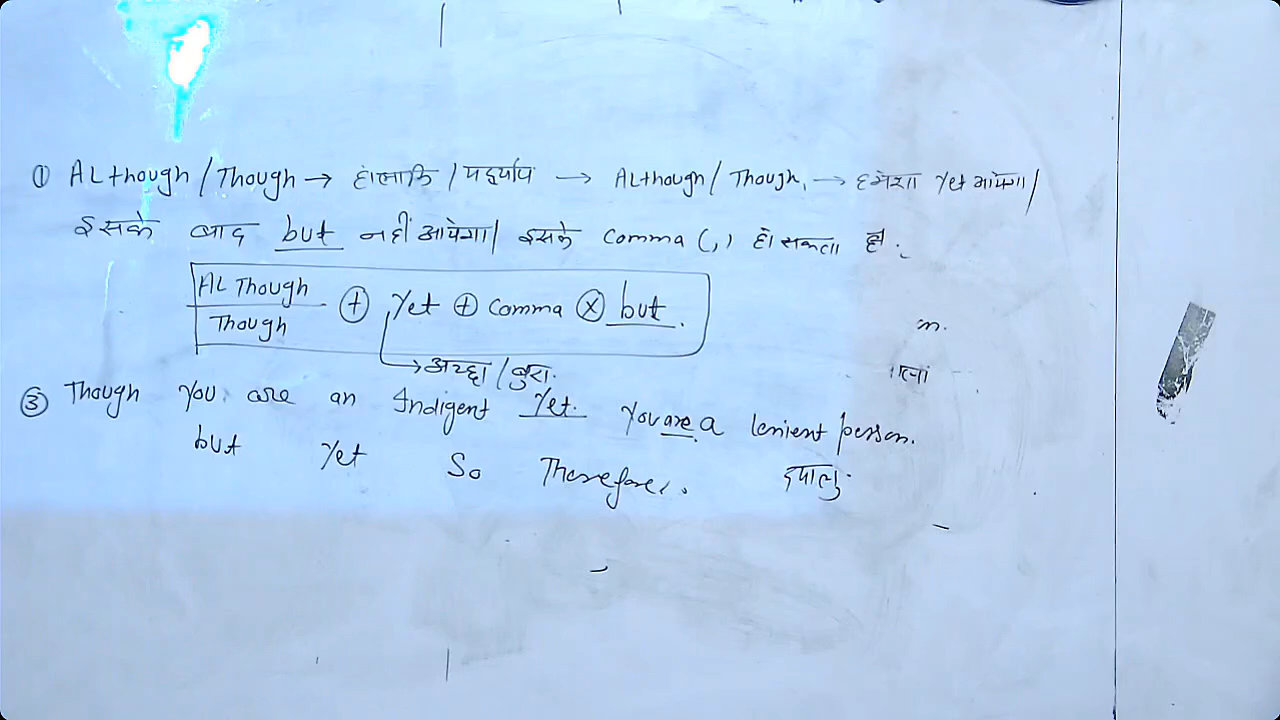 ① Although / Though → हालाकि / यद्यपि → Although / Though, → हमेशा Yet आयेगा /
इसके बाद but नहीं आयेगा / इसके comma (,) हो सकता है.
Al Though
Though ⊕ Yet ⊕ Comma ⊗ but.
→ अच्छा / बुरा.
③ Though You are an Indigent Yet. You are a lenient person.
but Yet So Therefore. दयालु.